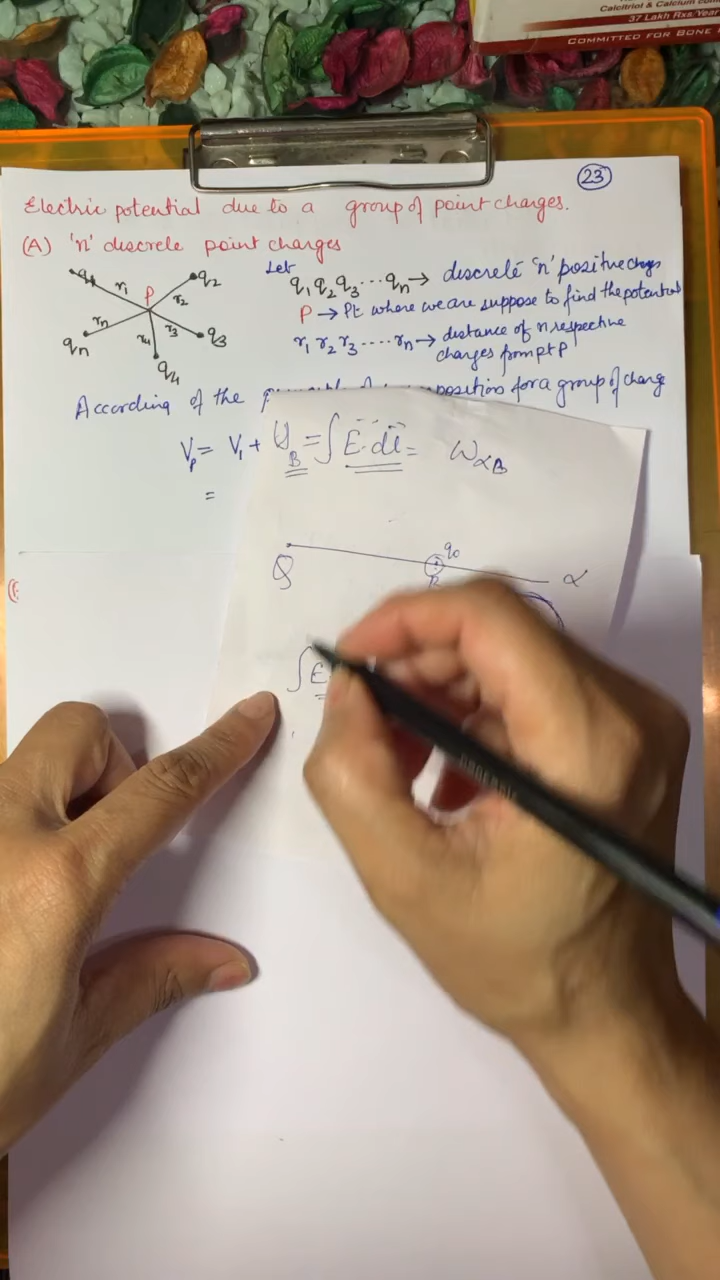 Calcitriol & Calcium
37 Lakh Rxs/Year
COMMITTED FOR BONE
23
Electric potential due to a group of point charges.
(A) 'n' discrete point charges
Let
q1 q2 q3 ... qn → discrete 'n' positive charges
P → Pt where we are suppose to find the potential
r1 r2 r3 ..... rn → distance of n respective
charges from pt P
q1 r1 P r2 q2
rn r3 q3
qn r4
q4
According of the position for a group of charge
Vp = V1 +
=
B = ∫ E.dl = W∝B
q0
Q ∝
∫ E